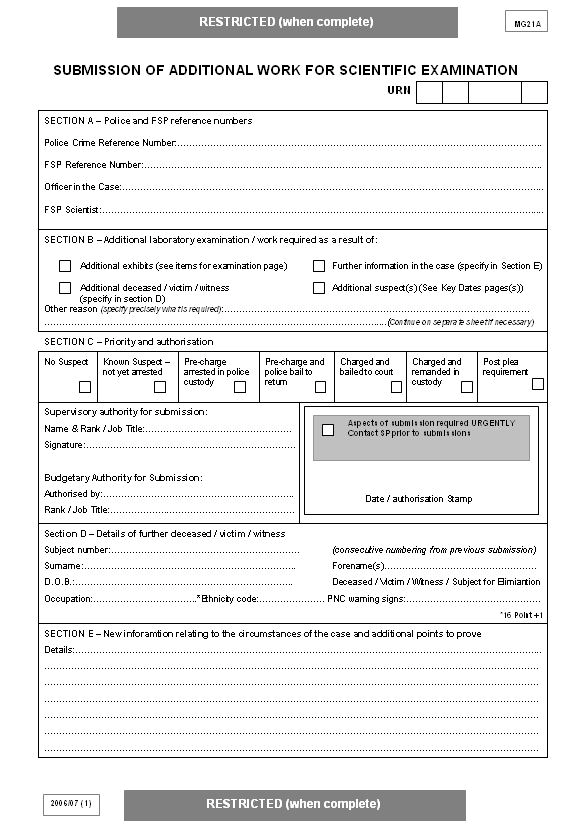 RESTRICTED (when complete)
MG21A
SUBMISSION OF ADDITIONAL WORK FOR SCIENTIFIC EXAMINATION
URN
SECTION A – Police and FSP reference numbers
Police Crime Reference Number:
FSP Reference Number:
Officer in the Case:
FSP Scientist:
SECTION B – Additional laboratory examination / work required as a result of:
Additional exhibits (see items for examination page)
Further information in the case (specify in Section E)
Additional deceased / victim / witness
(specify in section D)
Additional suspect(s) (See Key Dates pages(s))
Other reason (specify precisely what is required):
(Continue on separate sheet if necessary)
SECTION C – Priority and authorisation
No Suspect
Known Suspect –
not yet arrested
Pre-charge
arrested in police
custody
Pre-charge and
police bail to
return
Charged and
bailed to court
Charged and
remanded in
custody
Post plea
requirement
Supervisory authority for submission:
Name & Rank / Job Title:
Signature:
Budgetary Authority for Submission:
Authorised by:
Rank / Job Title:
Aspects of submission required URGENTLY
Contact SP prior to submissions
Date / authorisation Stamp
Section D – Details of further deceased / victim / witness
Subject number:
(consecutive numbering from previous submission)
Surname:
Forename(s)
D.O.B.:
Deceased / Victim / Witness / Subject for Elimiantion
Occupation: *Ethnicity code: PNC warning signs:
*16 Point +1
SECTION E – New inforamtion relating to the circumstances of the case and additional points to prove
Details:
2006/07 (1)
RESTRICTED (when complete)